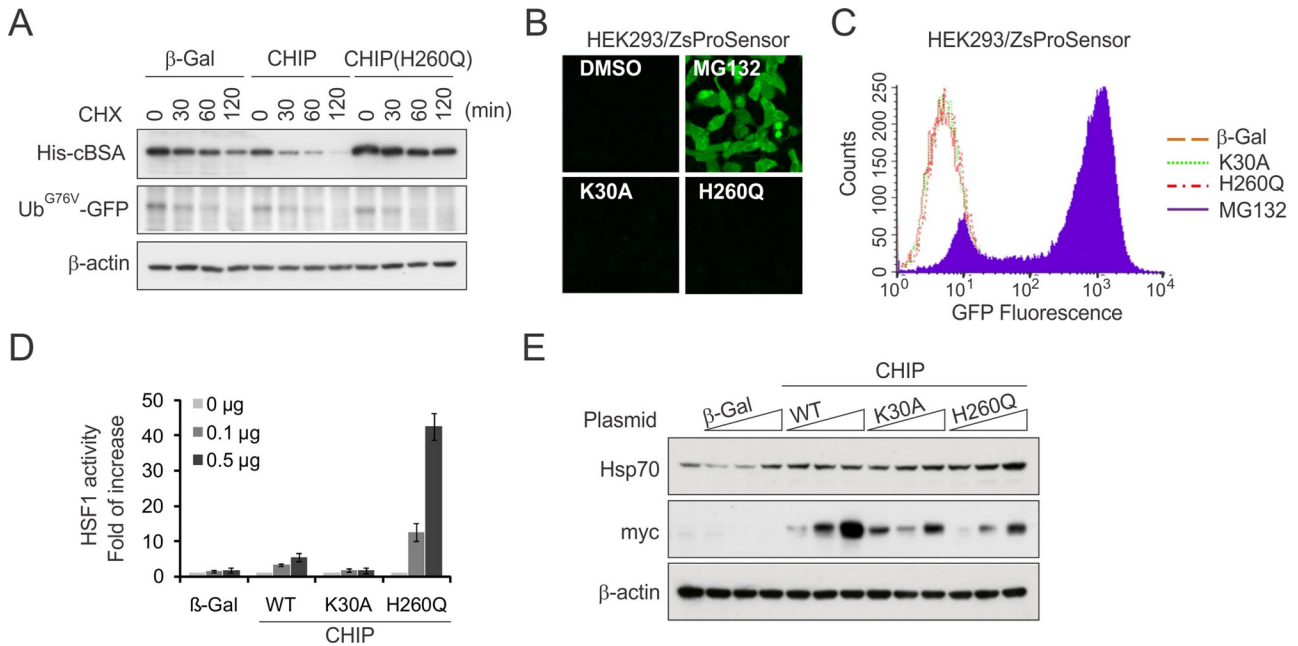 A
β-Gal CHIP CHIP(H260Q)
CHX 0 30 60 120 0 30 60 120 0 30 60 120 (min)
His-cBSA
Ub^G76V-GFP
β-actin
B
HEK293/ZsProSensor
DMSO MG132
K30A H260Q
C
HEK293/ZsProSensor
Counts
250
200
150
100
50
0
10^0 10^1 10^2 10^3 10^4
GFP Fluorescence
β-Gal
K30A
H260Q
MG132
D
HSF1 activity
Fold of increase
50
40
30
20
10
0
0 µg
0.1 µg
0.5 µg
ß-Gal WT K30A H260Q
CHIP
E
CHIP
Plasmid β-Gal WT K30A H260Q
Hsp70
myc
β-actin